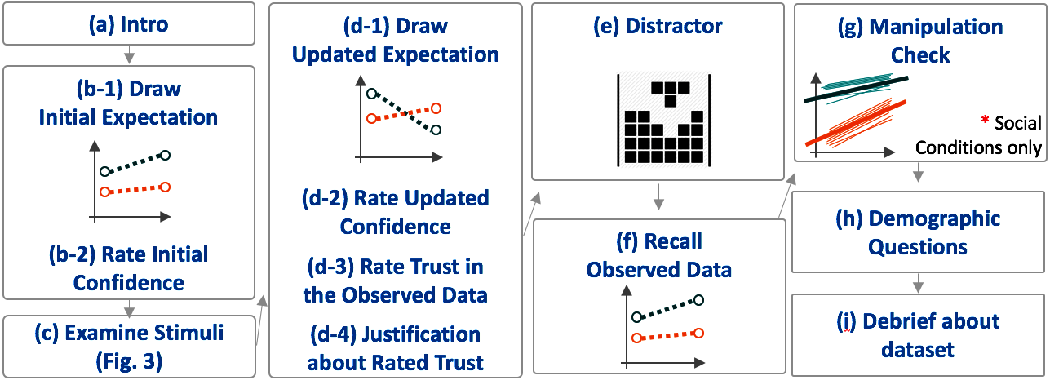 (a) Intro
(b-1) Draw
Initial Expectation
(b-2) Rate Initial
Confidence
(c) Examine Stimuli
(Fig. 3)
(d-1) Draw
Updated Expectation
(d-2) Rate Updated
Confidence
(d-3) Rate Trust in
the Observed Data
(d-4) Justification
about Rated Trust
(e) Distractor
(f) Recall
Observed Data
(g) Manipulation
Check
* Social
Conditions only
(h) Demographic
Questions
(i) Debrief about
dataset